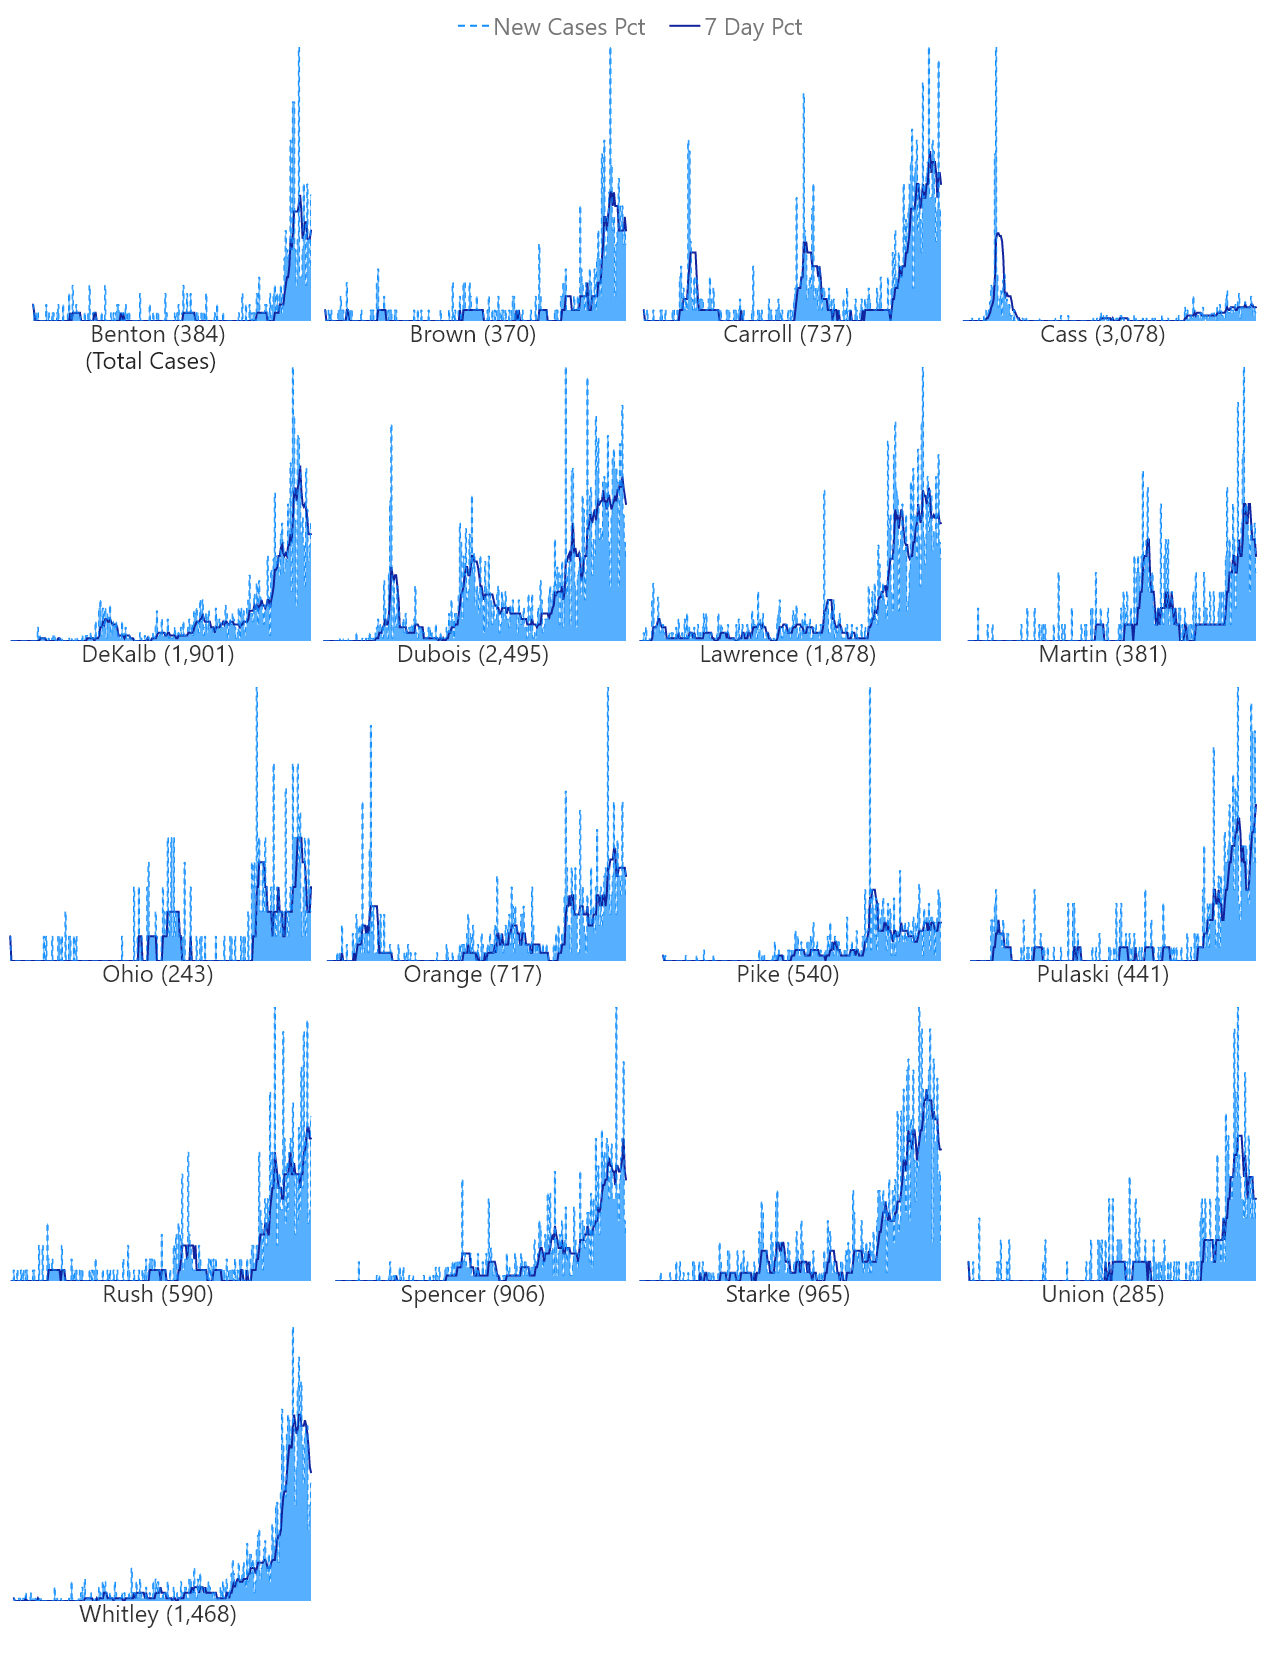 New Cases Pct 7 Day Pct
Benton (384) Brown (370) Carroll (737) Cass (3,078)
(Total Cases)
DeKalb (1,901) Dubois (2,495) Lawrence (1,878) Martin (381)
Ohio (243) Orange (717) Pike (540) Pulaski (441)
Rush (590) Spencer (906) Starke (965) Union (285)
Whitley (1,468)